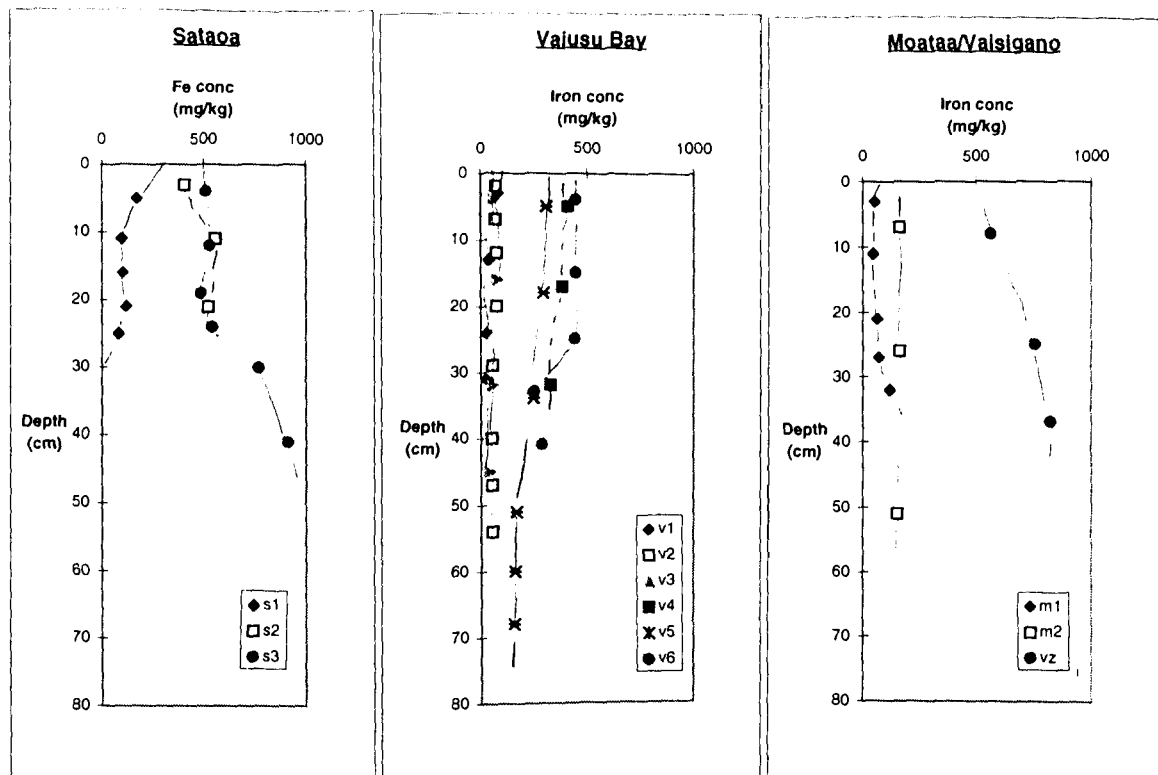 Sataoa
Fe conc
(mg/kg)
0 500 1000
0
10
20
30
40
50
60
70
80
Depth
(cm)
s1
s2
s3
Vaiusu Bay
Iron conc
(mg/kg)
0 500 1000
0
10
20
30
40
50
60
70
80
Depth
(cm)
v1
v2
v3
v4
v5
v6
Moataa/Vaisigano
Iron conc
(mg/kg)
0 500 1000
0
10
20
30
40
50
60
70
80
Depth
(cm)
m1
m2
vz